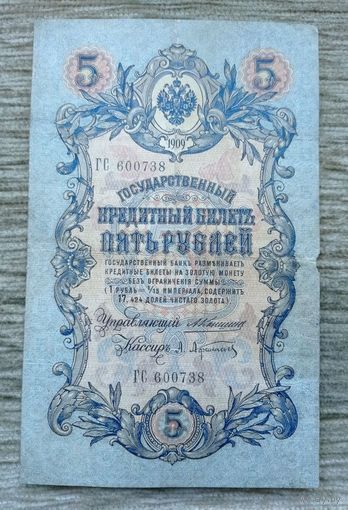 5 5
1909
ГС 600738
ГОСУДАРСТВЕННЫЙ
КРЕДИТНЫЙ БИЛЕТЪ
ПЯТЬ РУБЛЕЙ
ГОСУДАРСТВЕННЫЙ БАНКЪ РАЗМѢНИВАЕТЪ
КРЕДИТНЫЕ БИЛЕТЫ НА ЗОЛОТУЮ МОНЕТУ
БЕЗЪ ОГРАНИЧЕНІЯ СУММЫ
(1 РУБЛЬ = 1/15 ИМПЕРІАЛА, СОДЕРЖИТЪ
17,424 ДОЛЕЙ ЧИСТАГО ЗОЛОТА)
Управляющій
Кассиръ
ГС 600738
5